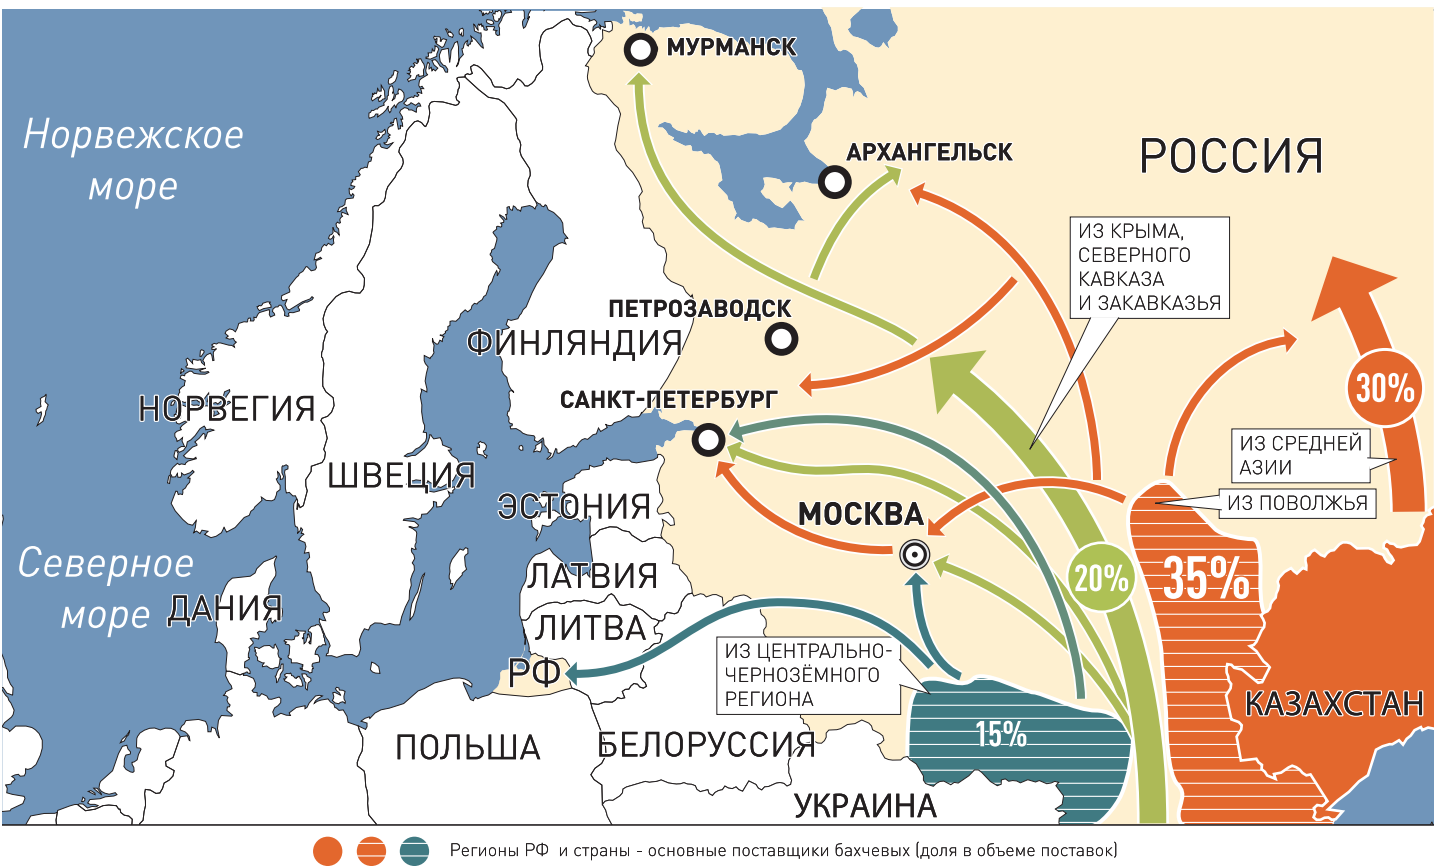 МУРМАНСК
Норвежское
море
АРХАНГЕЛЬСК
РОССИЯ
ИЗ КРЫМА,
СЕВЕРНОГО
КАВКАЗА
И ЗАКАВКАЗЬЯ
ПЕТРОЗАВОДСК
ФИНЛЯНДИЯ
30%
САНКТ-ПЕТЕРБУРГ
НОРВЕГИЯ
ИЗ СРЕДНЕЙ
АЗИИ
ШВЕЦИЯ
ЭСТОНИЯ
ИЗ ПОВОЛЖЬЯ
МОСКВА
Северное
море
ДАНИЯ
ЛАТВИЯ
20%
35%
ЛИТВА
РФ
ИЗ ЦЕНТРАЛЬНО-
ЧЕРНОЗЁМНОГО
РЕГИОНА
КАЗАХСТАН
15%
ПОЛЬША
БЕЛОРУССИЯ
УКРАИНА
Регионы РФ и страны - основные поставщики бахчевых (доля в объеме поставок)